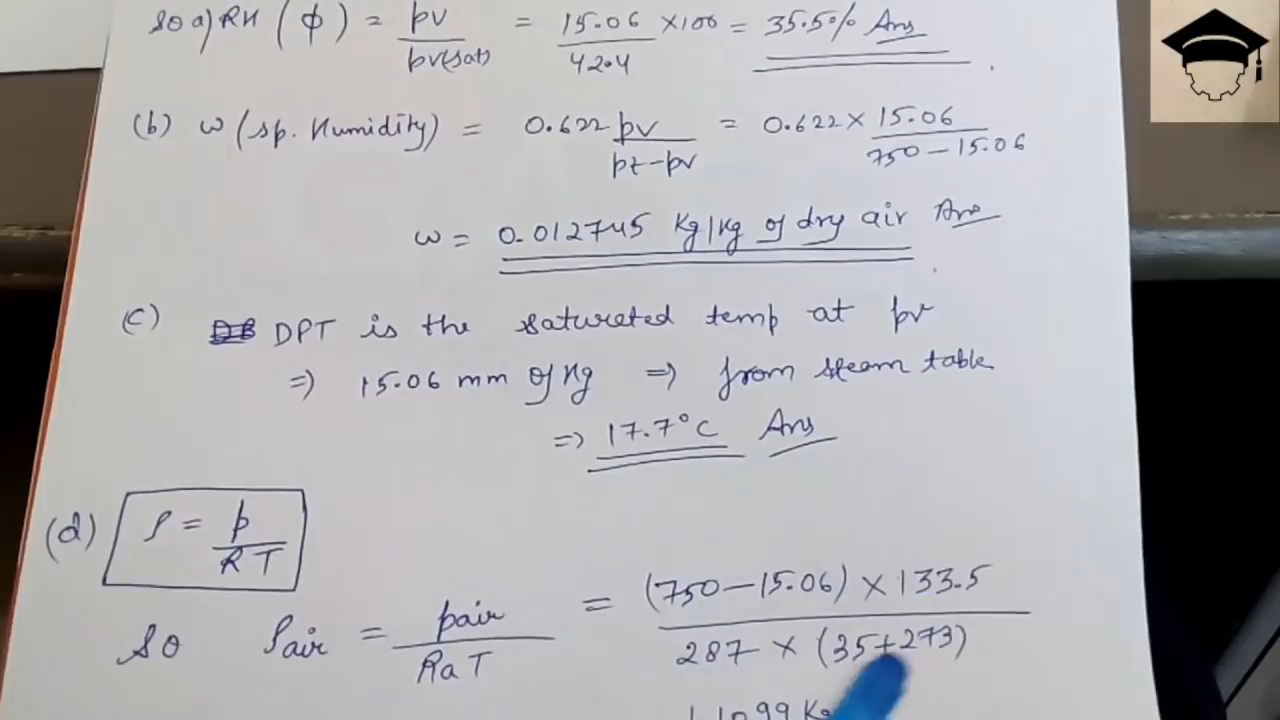 so a) RH (ϕ) = pv / pv(sat) = 15.06 / 42.4 ×100 = 35.5% Ans
(b) ω (sp. Humidity) = 0.622 pv / pt-pv = 0.622 × 15.06 / 750-15.06
ω = 0.012745 Kg/kg of dry air Ans
(c) DPT is the saturated temp at pv
⇒ 15.06 mm of Hg ⇒ from steam table
⇒ 17.7°C Ans
(d) ρ = p / RT
so ρair = pair / RaT = (750-15.06) × 133.5 / 287 × (35+273)